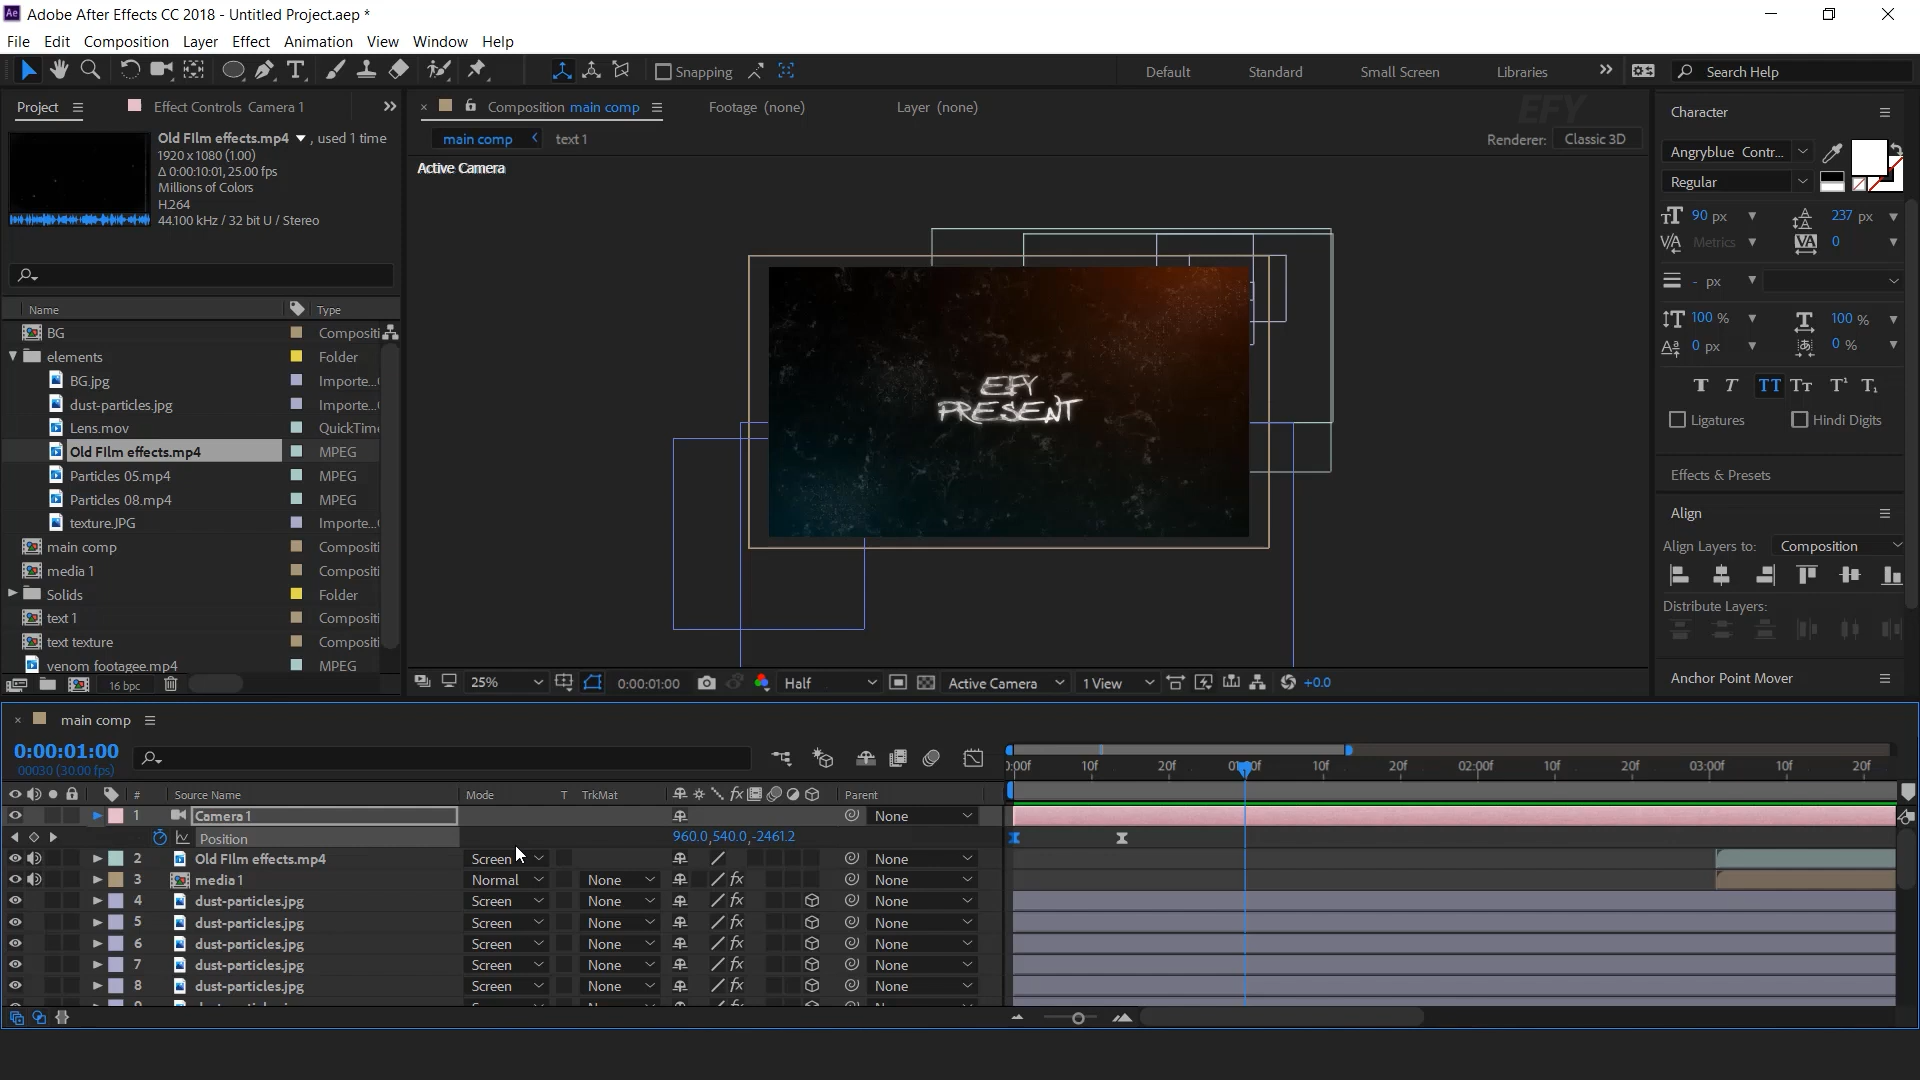 Adobe After Effects CC 2018 - Untitled Project.aep *
File Edit Composition Layer Effect Animation View Window Help
Snapping Default Standard Small Screen Libraries Search Help
Project Effect Controls Camera 1
Old FIlm effects.mp4 , used 1 time
1920 x 1080 (1.00)
Δ 0:00:10:01, 25.00 fps
Millions of Colors
H.264
44.100 kHz / 32 bit U / Stereo
Name Type
BG Compositi
elements Folder
BG.jpg Importe...
dust-particles.jpg Importe...
Lens.mov QuickTim
Old FIlm effects.mp4 MPEG
Particles 05.mp4 MPEG
Particles 08.mp4 MPEG
texture.JPG Importe...
main comp Compositi
media 1 Compositi
Solids Folder
text 1 Compositi
text texture Compositi
venom footagee.mp4 MPEG
16 bpc
Composition main comp Footage (none) Layer (none)
EFY
main comp text 1 Renderer: Classic 3D
Active Camera
EFY
PRESENT
25% 0:00:01:00 Half Active Camera 1 View +0.0
Character
Angryblue Contr...
Regular
90 px 237 px
Metrics 0
- px
100 % 100 %
0 px 0 %
Ligatures Hindi Digits
Effects & Presets
Align
Align Layers to: Composition
Distribute Layers:
Anchor Point Mover
main comp
0:00:01:00
00030 (30.00 fps)
0:00f 10f 20f 01:00f 10f 20f 02:00f 10f 20f 03:00f 10f 20f
# Source Name Mode T TrkMat Parent
1 Camera 1 None
Position 960.0,540.0,-2461.2
2 Old FIlm effects.mp4 Screen None
3 media 1 Normal None None
4 dust-particles.jpg Screen None None
5 dust-particles.jpg Screen None None
6 dust-particles.jpg Screen None None
7 dust-particles.jpg Screen None None
8 dust-particles.jpg Screen None None